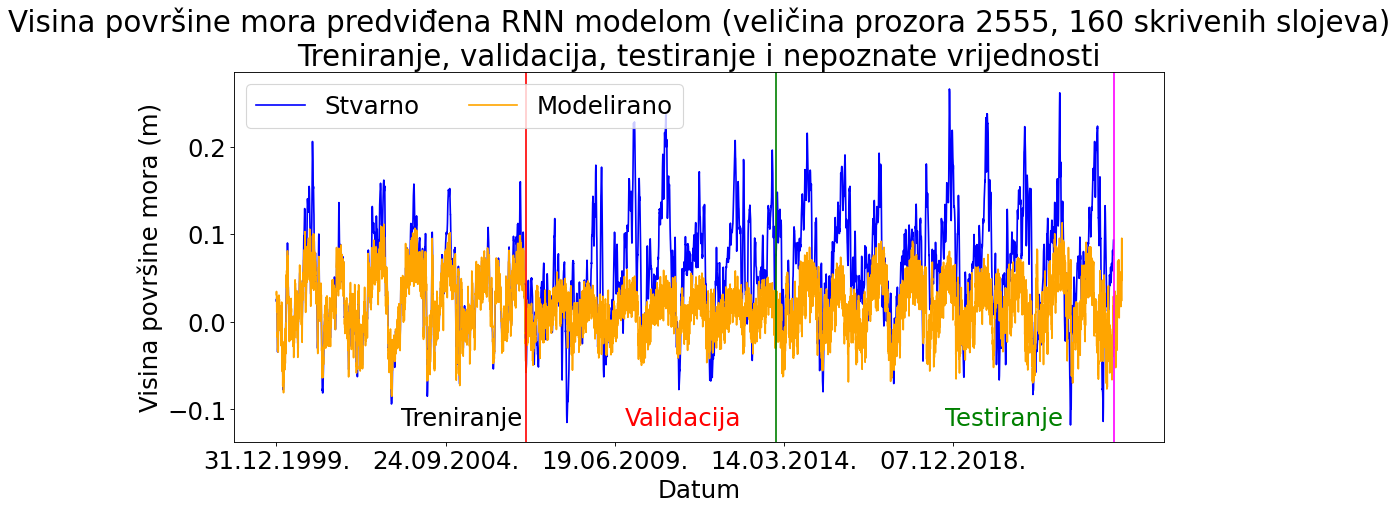 Visina površine mora predviđena RNN modelom (veličina prozora 2555, 160 skrivenih slojeva)
Treniranje, validacija, testiranje i nepoznate vrijednosti
Stvarno
Modelirano
Visina površine mora (m)
0.2
0.1
0.0
−0.1
Treniranje
Validacija
Testiranje
31.12.1999.
24.09.2004.
19.06.2009.
14.03.2014.
07.12.2018.
Datum